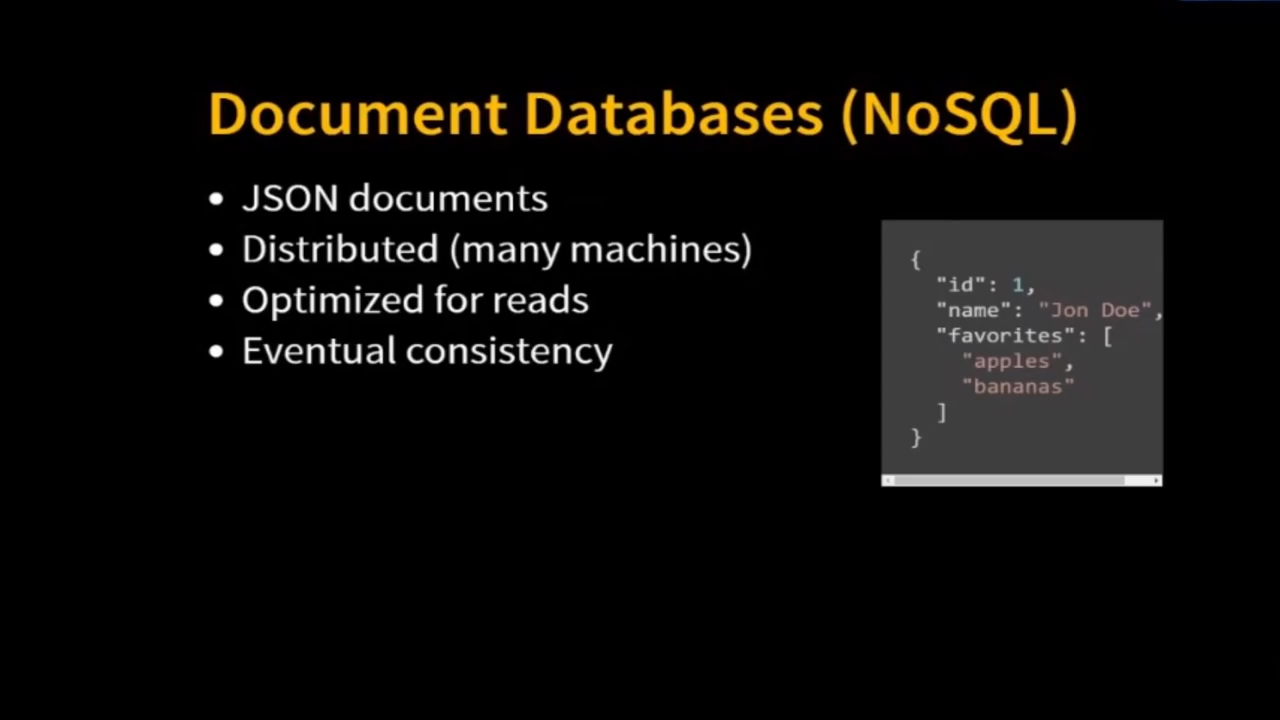 Document Databases (NoSQL)
• JSON documents
• Distributed (many machines)
• Optimized for reads
• Eventual consistency
{
  "id": 1,
  "name": "Jon Doe",
  "favorites": [
    "apples",
    "bananas"
  ]
}